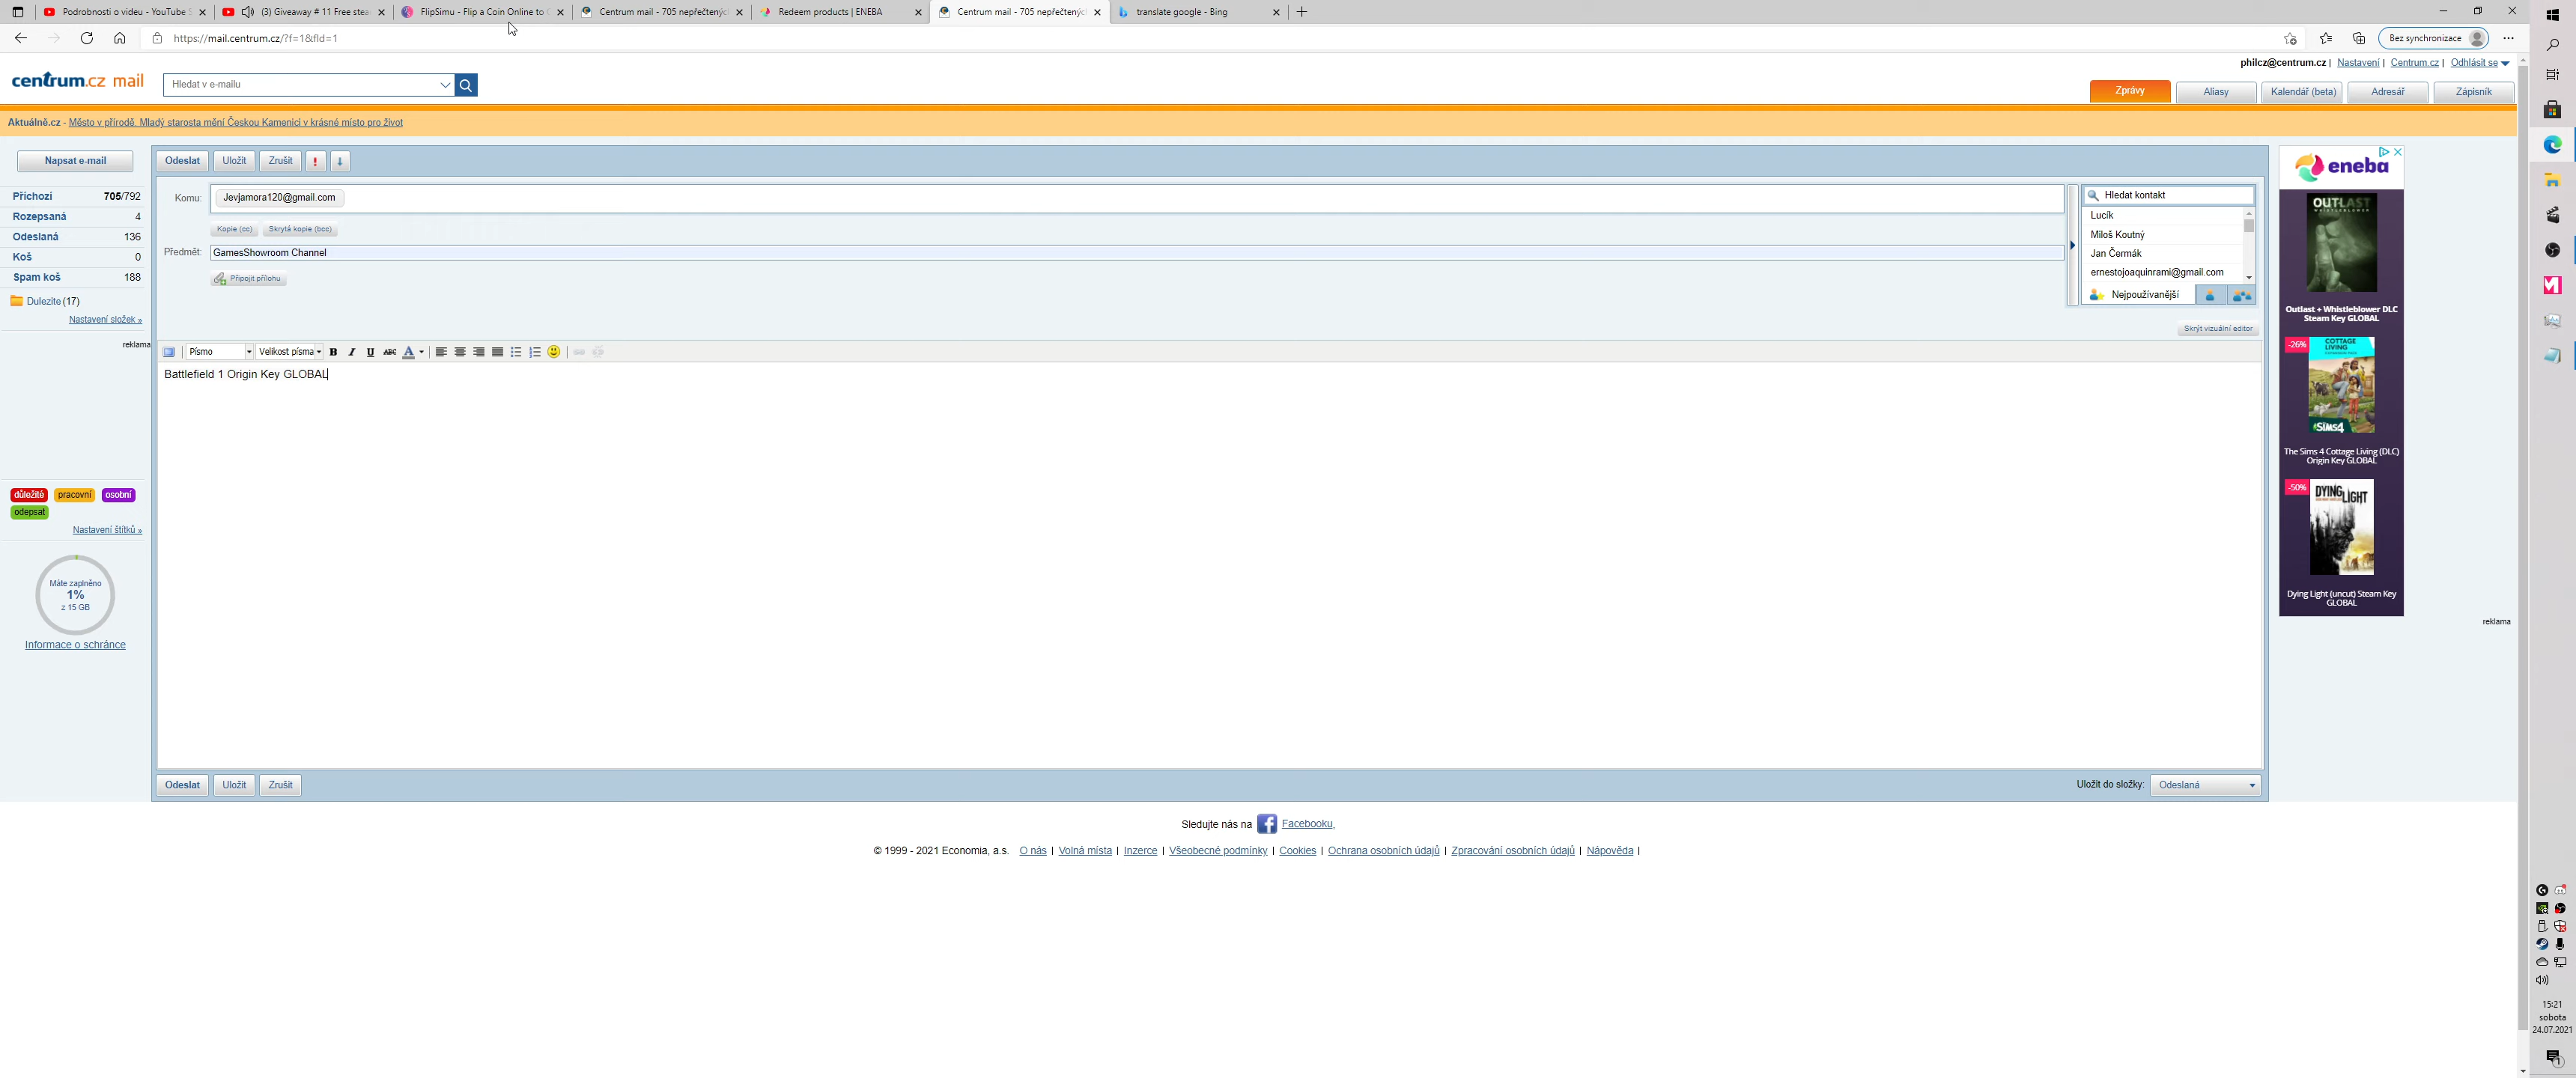 Podrobnosti o videu - YouTube S
(3) Giveaway # 11 Free stea
FlipSimu - Flip a Coin Online to C
Centrum mail - 705 nepřečtenýc
Redeem products | ENEBA
Centrum mail - 705 nepřečtenýc
translate google - Bing
https://mail.centrum.cz/?f=1&fld=1
Bez synchronizace
centrum.cz mail
Hledat v e-mailu
philcz@centrum.cz | Nastavení | Centrum.cz | Odhlásit se
Zprávy
Aliasy
Kalendář (beta)
Adresář
Zápisník
Aktuálně.cz - Město v přírodě. Mladý starosta mění Českou Kamenici v krásné místo pro život
Napsat e-mail
Příchozí 705/792
Rozepsaná 4
Odeslaná 136
Koš 0
Spam koš 188
Dulezite (17)
Nastavení složek »
reklama
důležité pracovní osobní
odepsat
Nastavení štítků »
Máte zaplněno
1%
z 15 GB
Informace o schránce
Odeslat Uložit Zrušit
Komu: Jevjamora120@gmail.com
Kopie (cc) Skrytá kopie (bcc)
Předmět: GamesShowroom Channel
Připojit přílohu
Hledat kontakt
Lucík
Miloš Koutný
Jan Čermák
ernestojoaquinrami@gmail.com
Nejpoužívanější
Skrýt vizuální editor
Písmo Velikost písma B I U ABC A
Battlefield 1 Origin Key GLOBAL
Odeslat Uložit Zrušit
Uložit do složky: Odeslaná
eneba
OUTLAST
WHISTLEBLOWER
Outlast + Whistleblower DLC
Steam Key GLOBAL
-26%
COTTAGE
LIVING
SIMS4
The Sims 4 Cottage Living (DLC)
Origin Key GLOBAL
-50%
DYING LIGHT
Dying Light (uncut) Steam Key
GLOBAL
reklama
Sledujte nás na Facebooku.
© 1999 - 2021 Economia, a.s. O nás | Volná místa | Inzerce | Všeobecné podmínky | Cookies | Ochrana osobních údajů | Zpracování osobních údajů | Nápověda |
15:21
sobota
24.07.2021
1